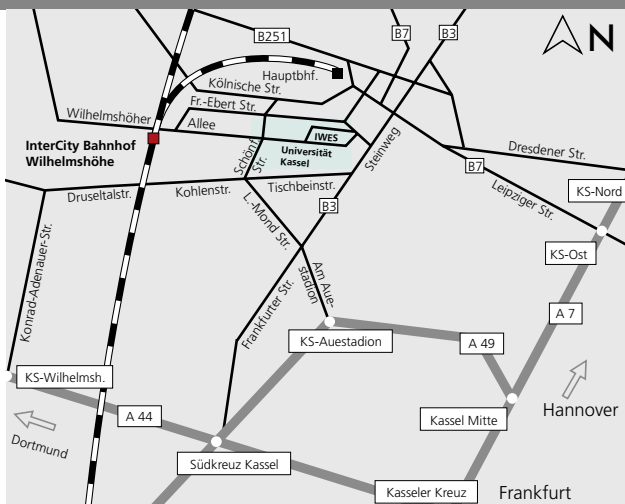 B251
B7
B3
N
Hauptbhf.
Kölnische Str.
Fr.-Ebert Str.
Wilhelmshöher
Allee
IWES
InterCity Bahnhof
Wilhelmshöhe
Universität
Kassel
Schönf.
Str.
Steinweg
Dresdener Str.
B7
Leipziger Str.
KS-Nord
Druseltalstr.
Kohlenstr.
Tischbeinstr.
B3
L.-Mond Str.
Konrad-Adenauer-Str.
Am Aue-
stadion
Frankfurter Str.
KS-Ost
A 7
KS-Auestadion
A 49
KS-Wilhelmsh.
A 44
Dortmund
Kassel Mitte
Hannover
Südkreuz Kassel
Kasseler Kreuz
Frankfurt